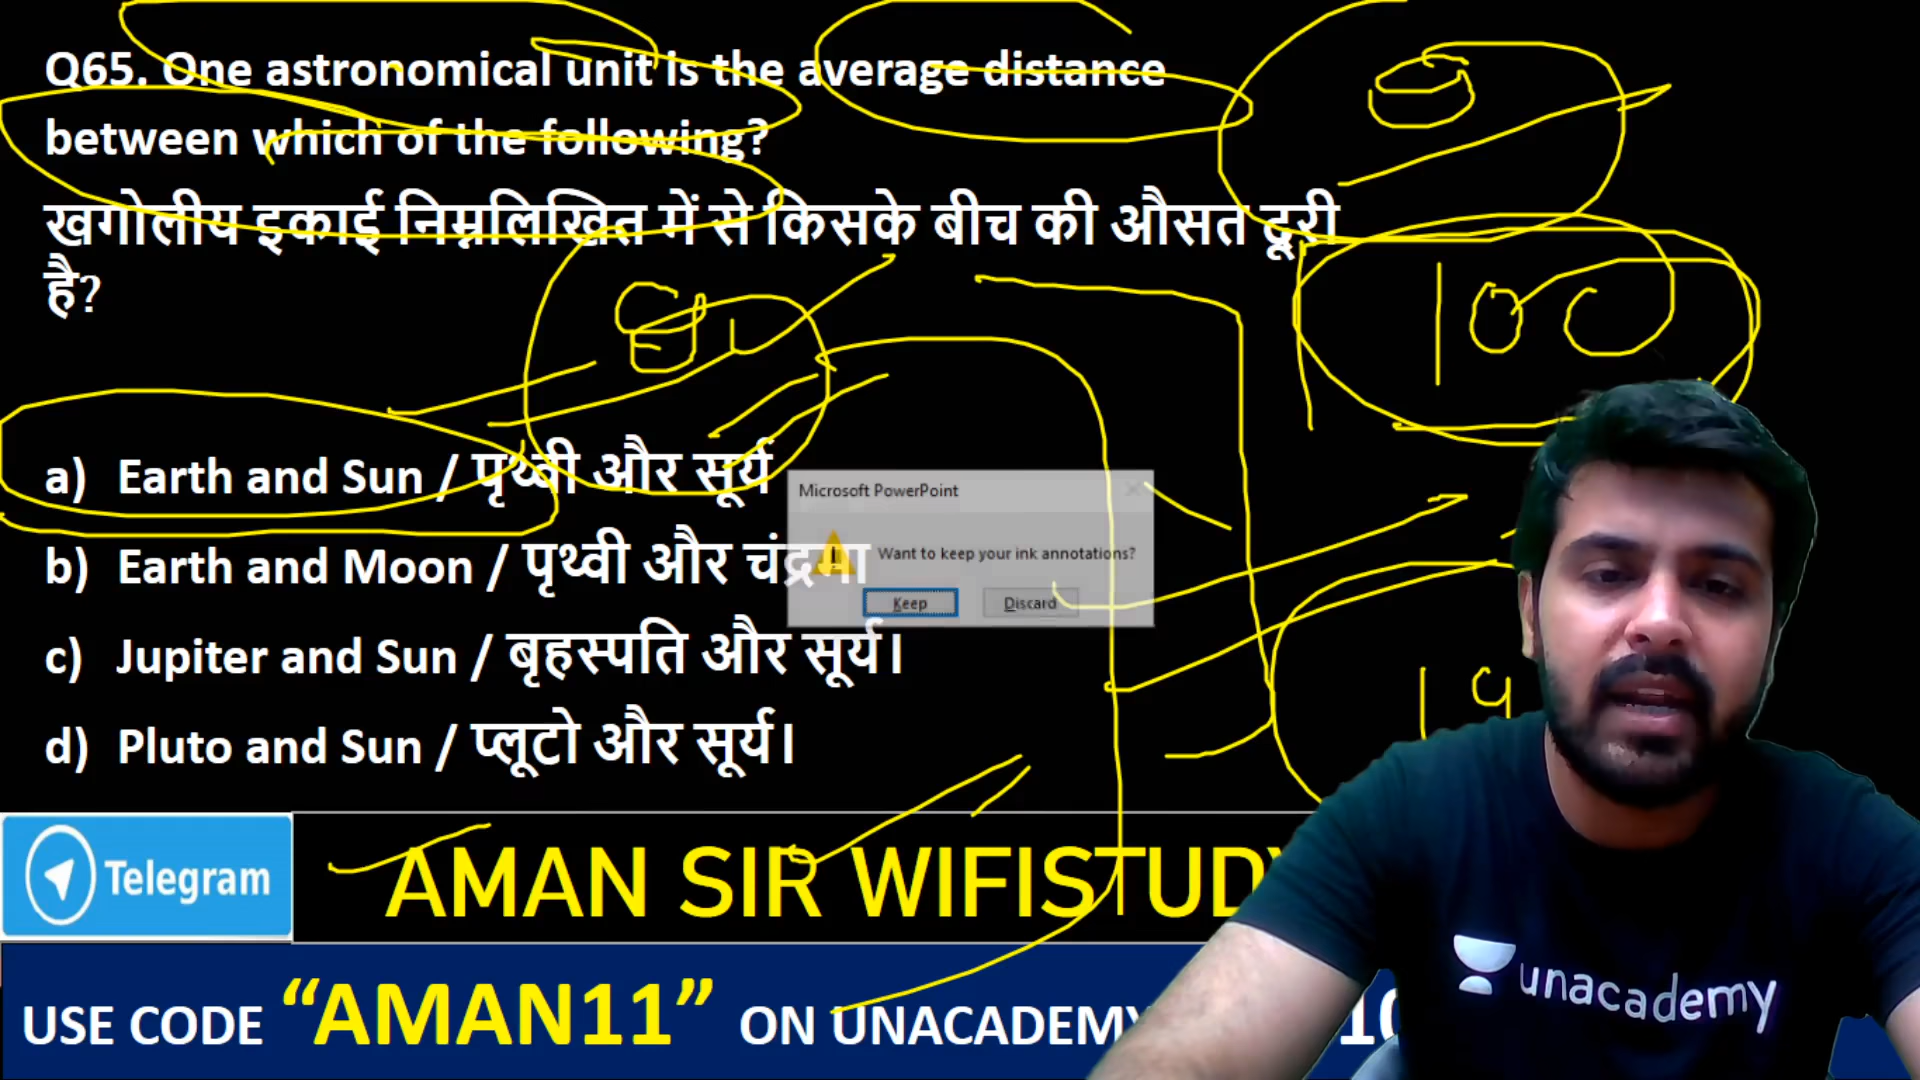 Q65. One astronomical unit is the average distance
between which of the following?
खगोलीय इकाई निम्नलिखित में से किसके बीच की औसत दूरी
है?
100
a) Earth and Sun / पृथ्वी और सूर्य
Microsoft PowerPoint
Want to keep your ink annotations?
Keep Discard
b) Earth and Moon / पृथ्वी और चंद्रमा
c) Jupiter and Sun / बृहस्पति और सूर्य।
d) Pluto and Sun / प्लूटो और सूर्य।
Telegram
AMAN SIR WIFISTUDY
unacademy
USE CODE “AMAN11” ON UNACADEMY